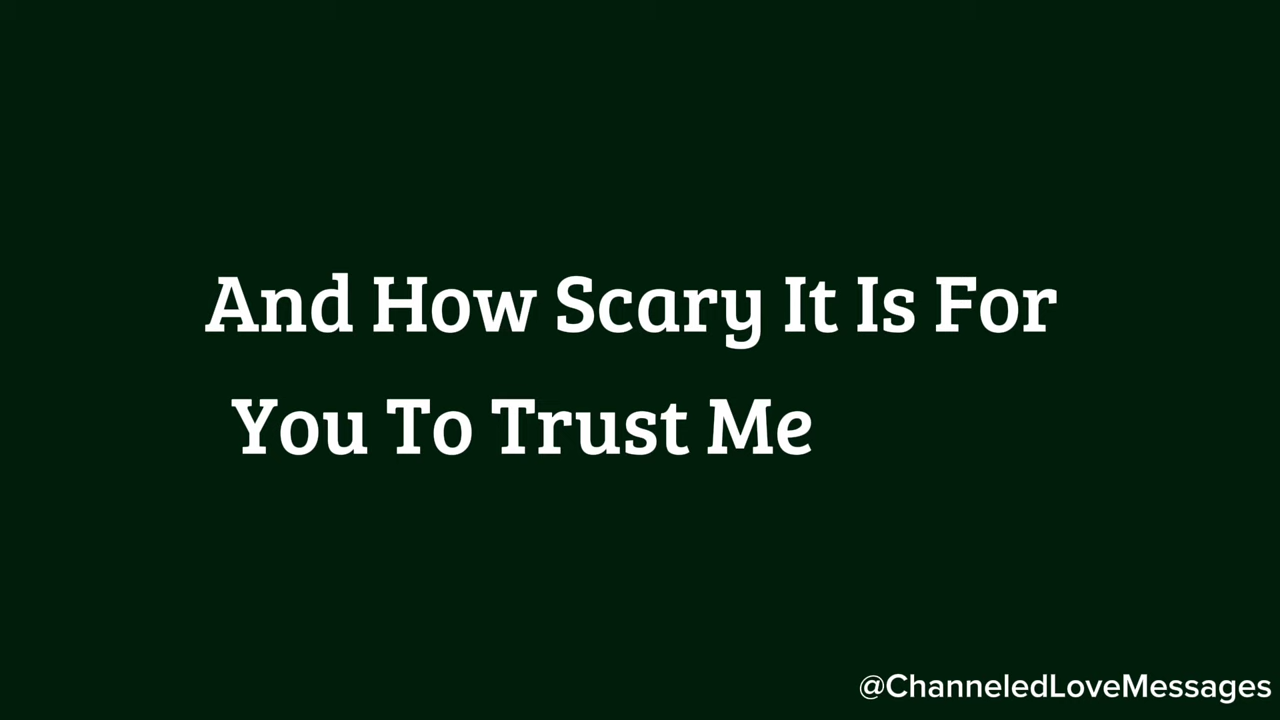 And How Scary It Is For
You To Trust Me
@ChanneledLoveMessages